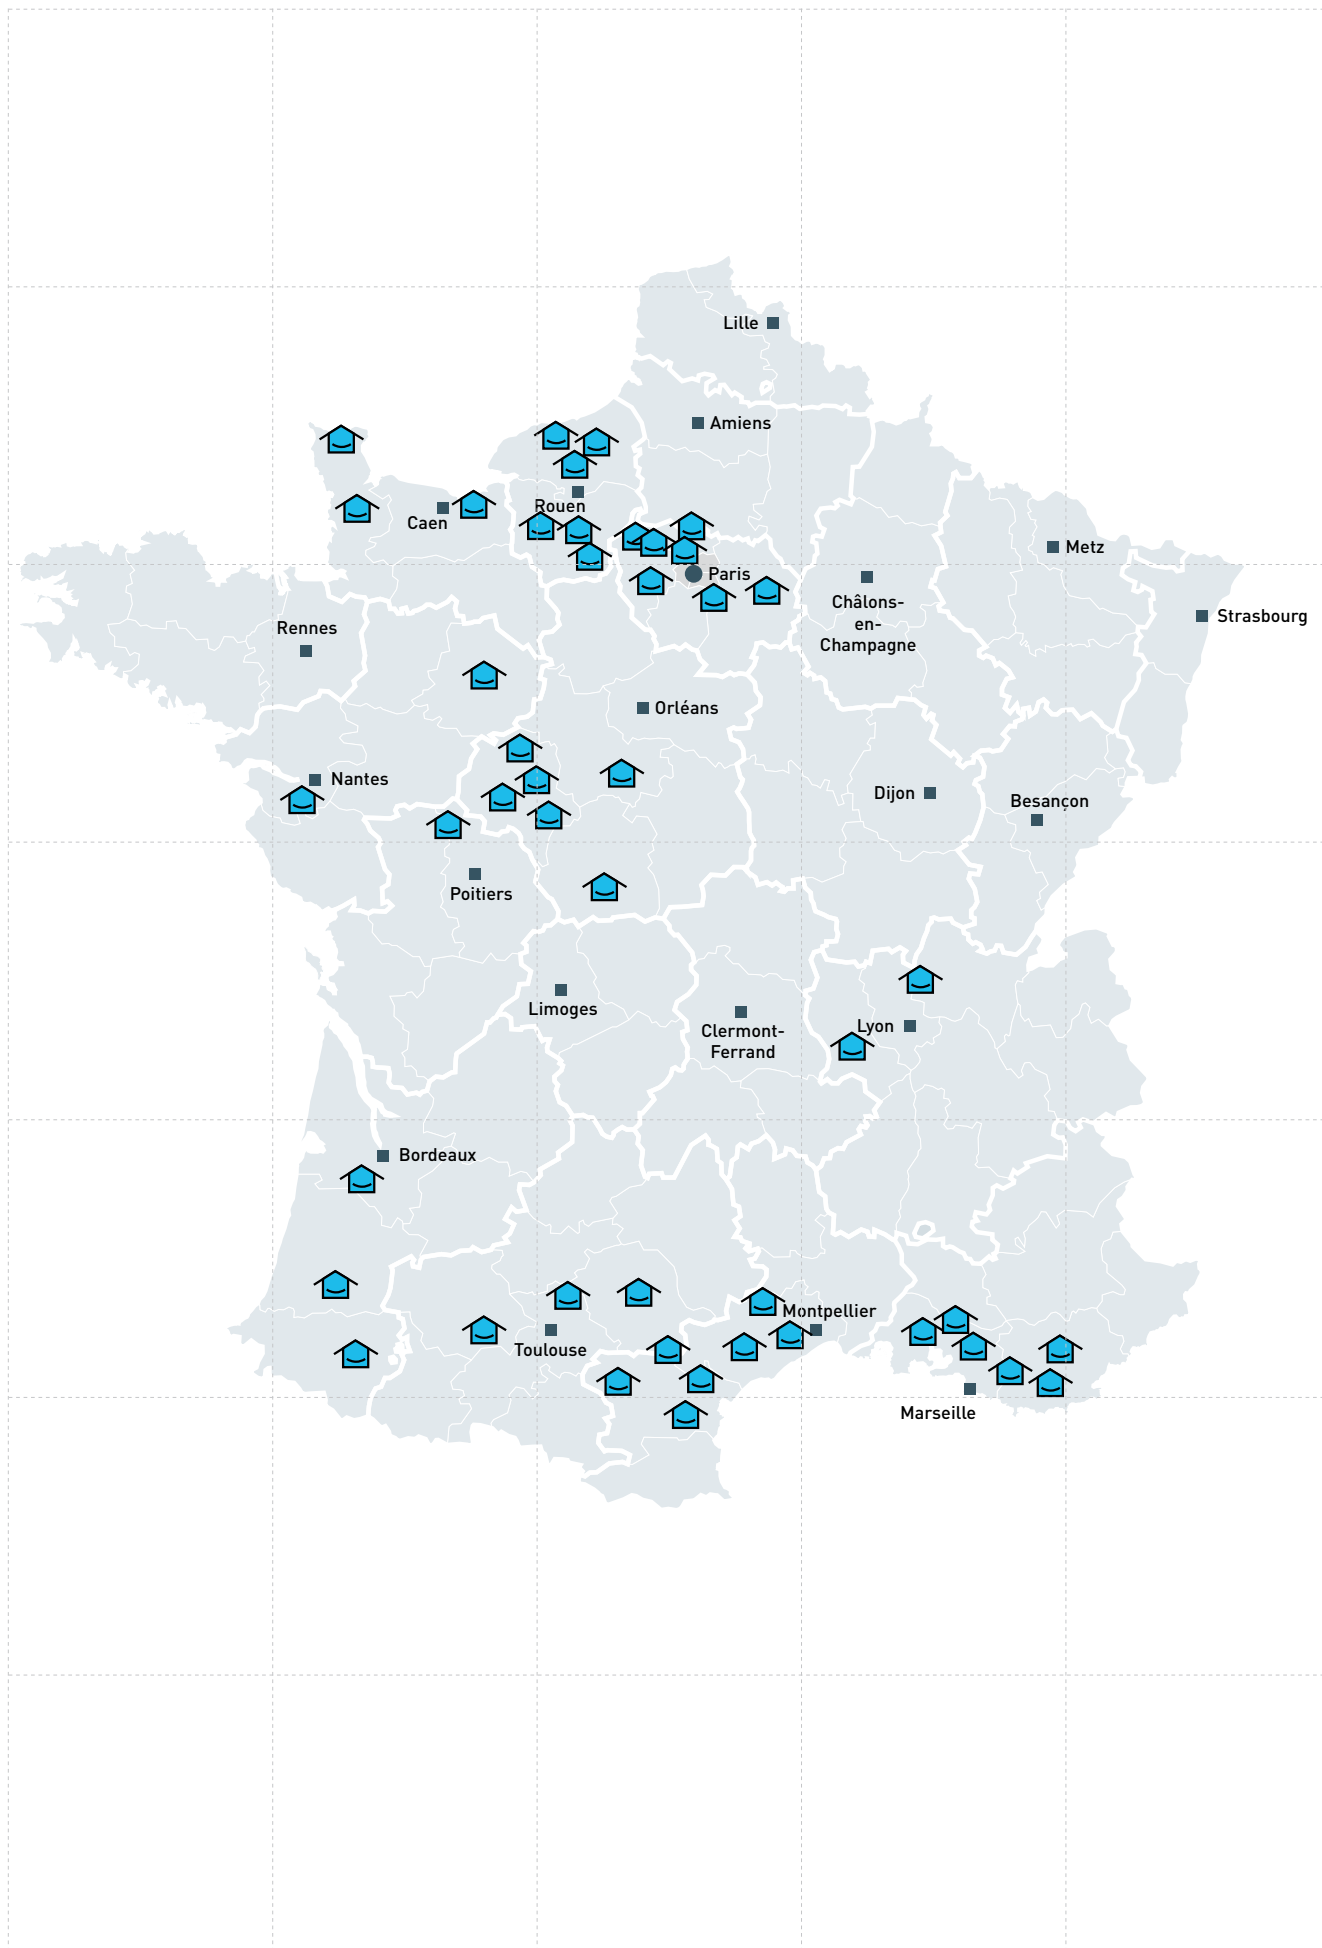 Lille
Amiens
Rouen
Caen
Metz
Paris
Châlons-
en-
Champagne
Strasbourg
Rennes
Orléans
Nantes
Dijon
Besançon
Poitiers
Limoges
Clermont-
Ferrand
Lyon
Bordeaux
Montpellier
Toulouse
Marseille